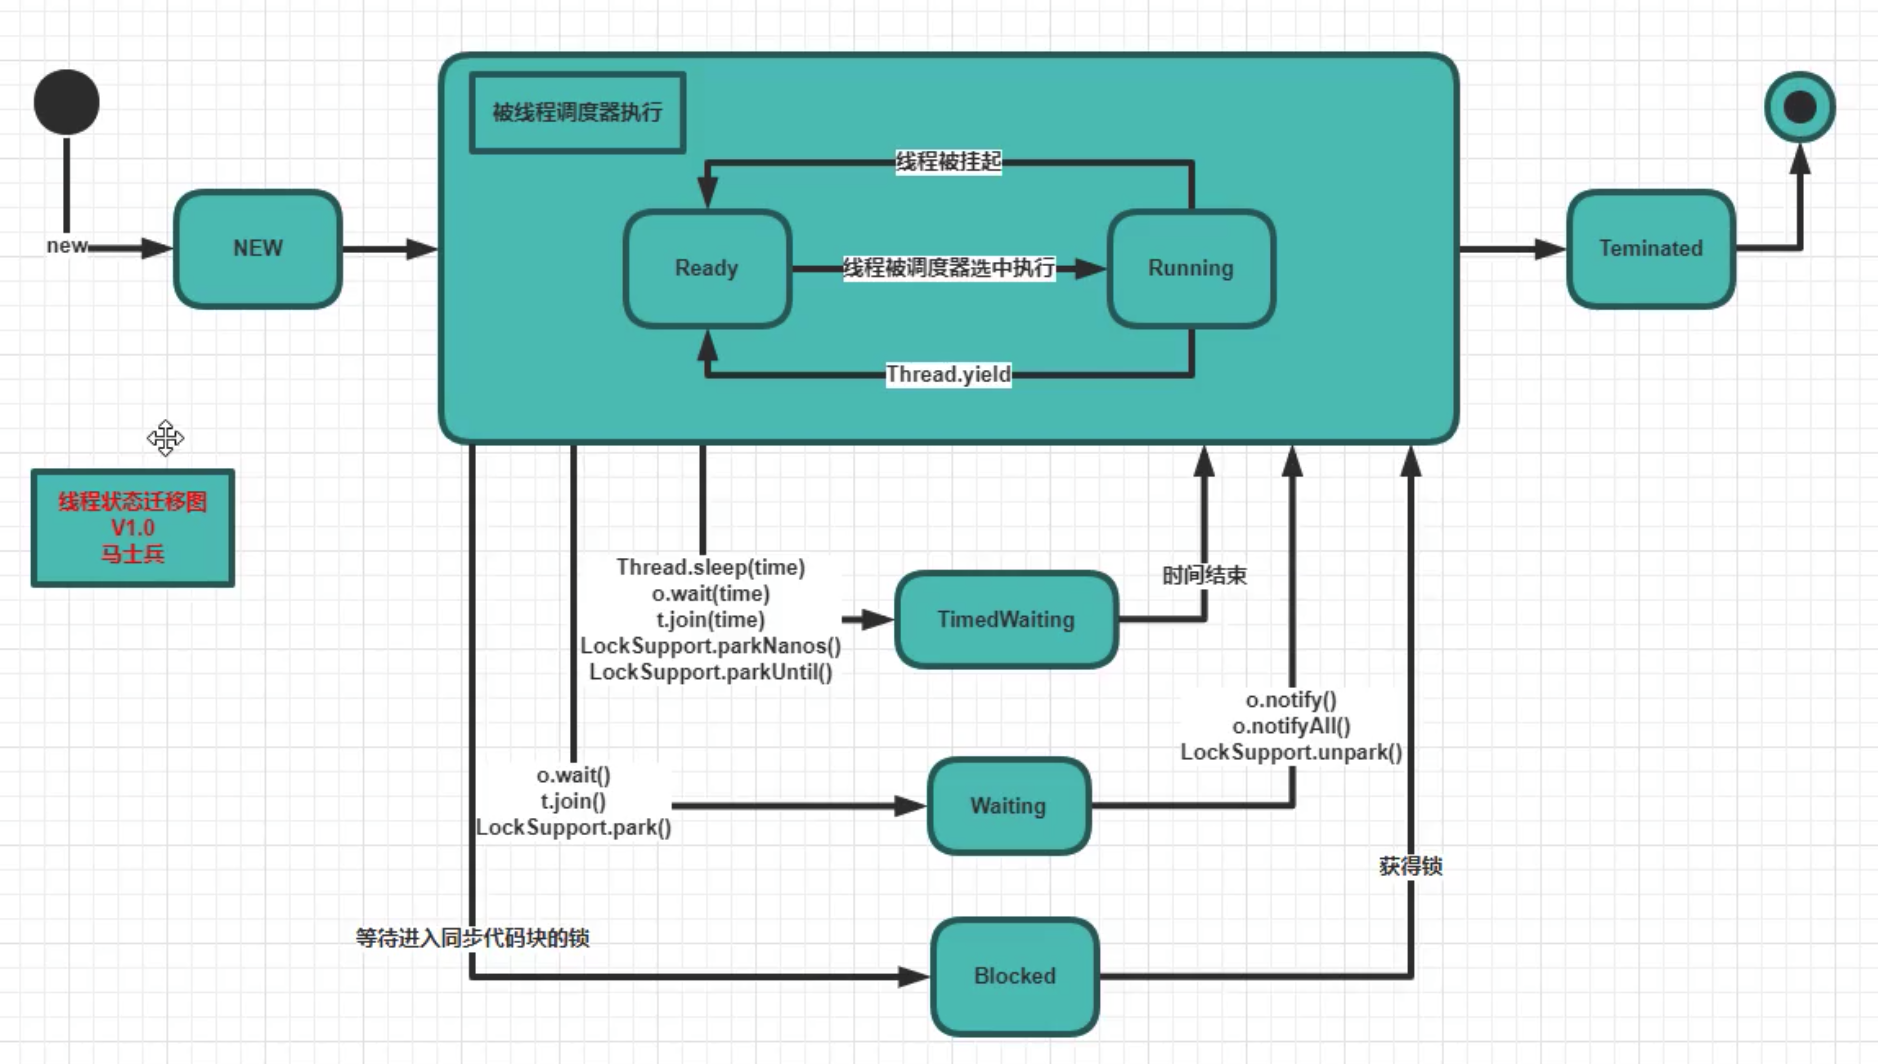 被线程调度器执行
线程被挂起
new
NEW
Ready
线程被调度器选中执行
Running
Teminated
Thread.yield
线程状态迁移图
V1.0
马士兵
Thread.sleep(time)
o.wait(time)
t.join(time)
LockSupport.parkNanos()
LockSupport.parkUntil()
TimedWaiting
时间结束
o.notify()
o.notifyAll()
LockSupport.unpark()
o.wait()
t.join()
LockSupport.park()
Waiting
获得锁
等待进入同步代码块的锁
Blocked